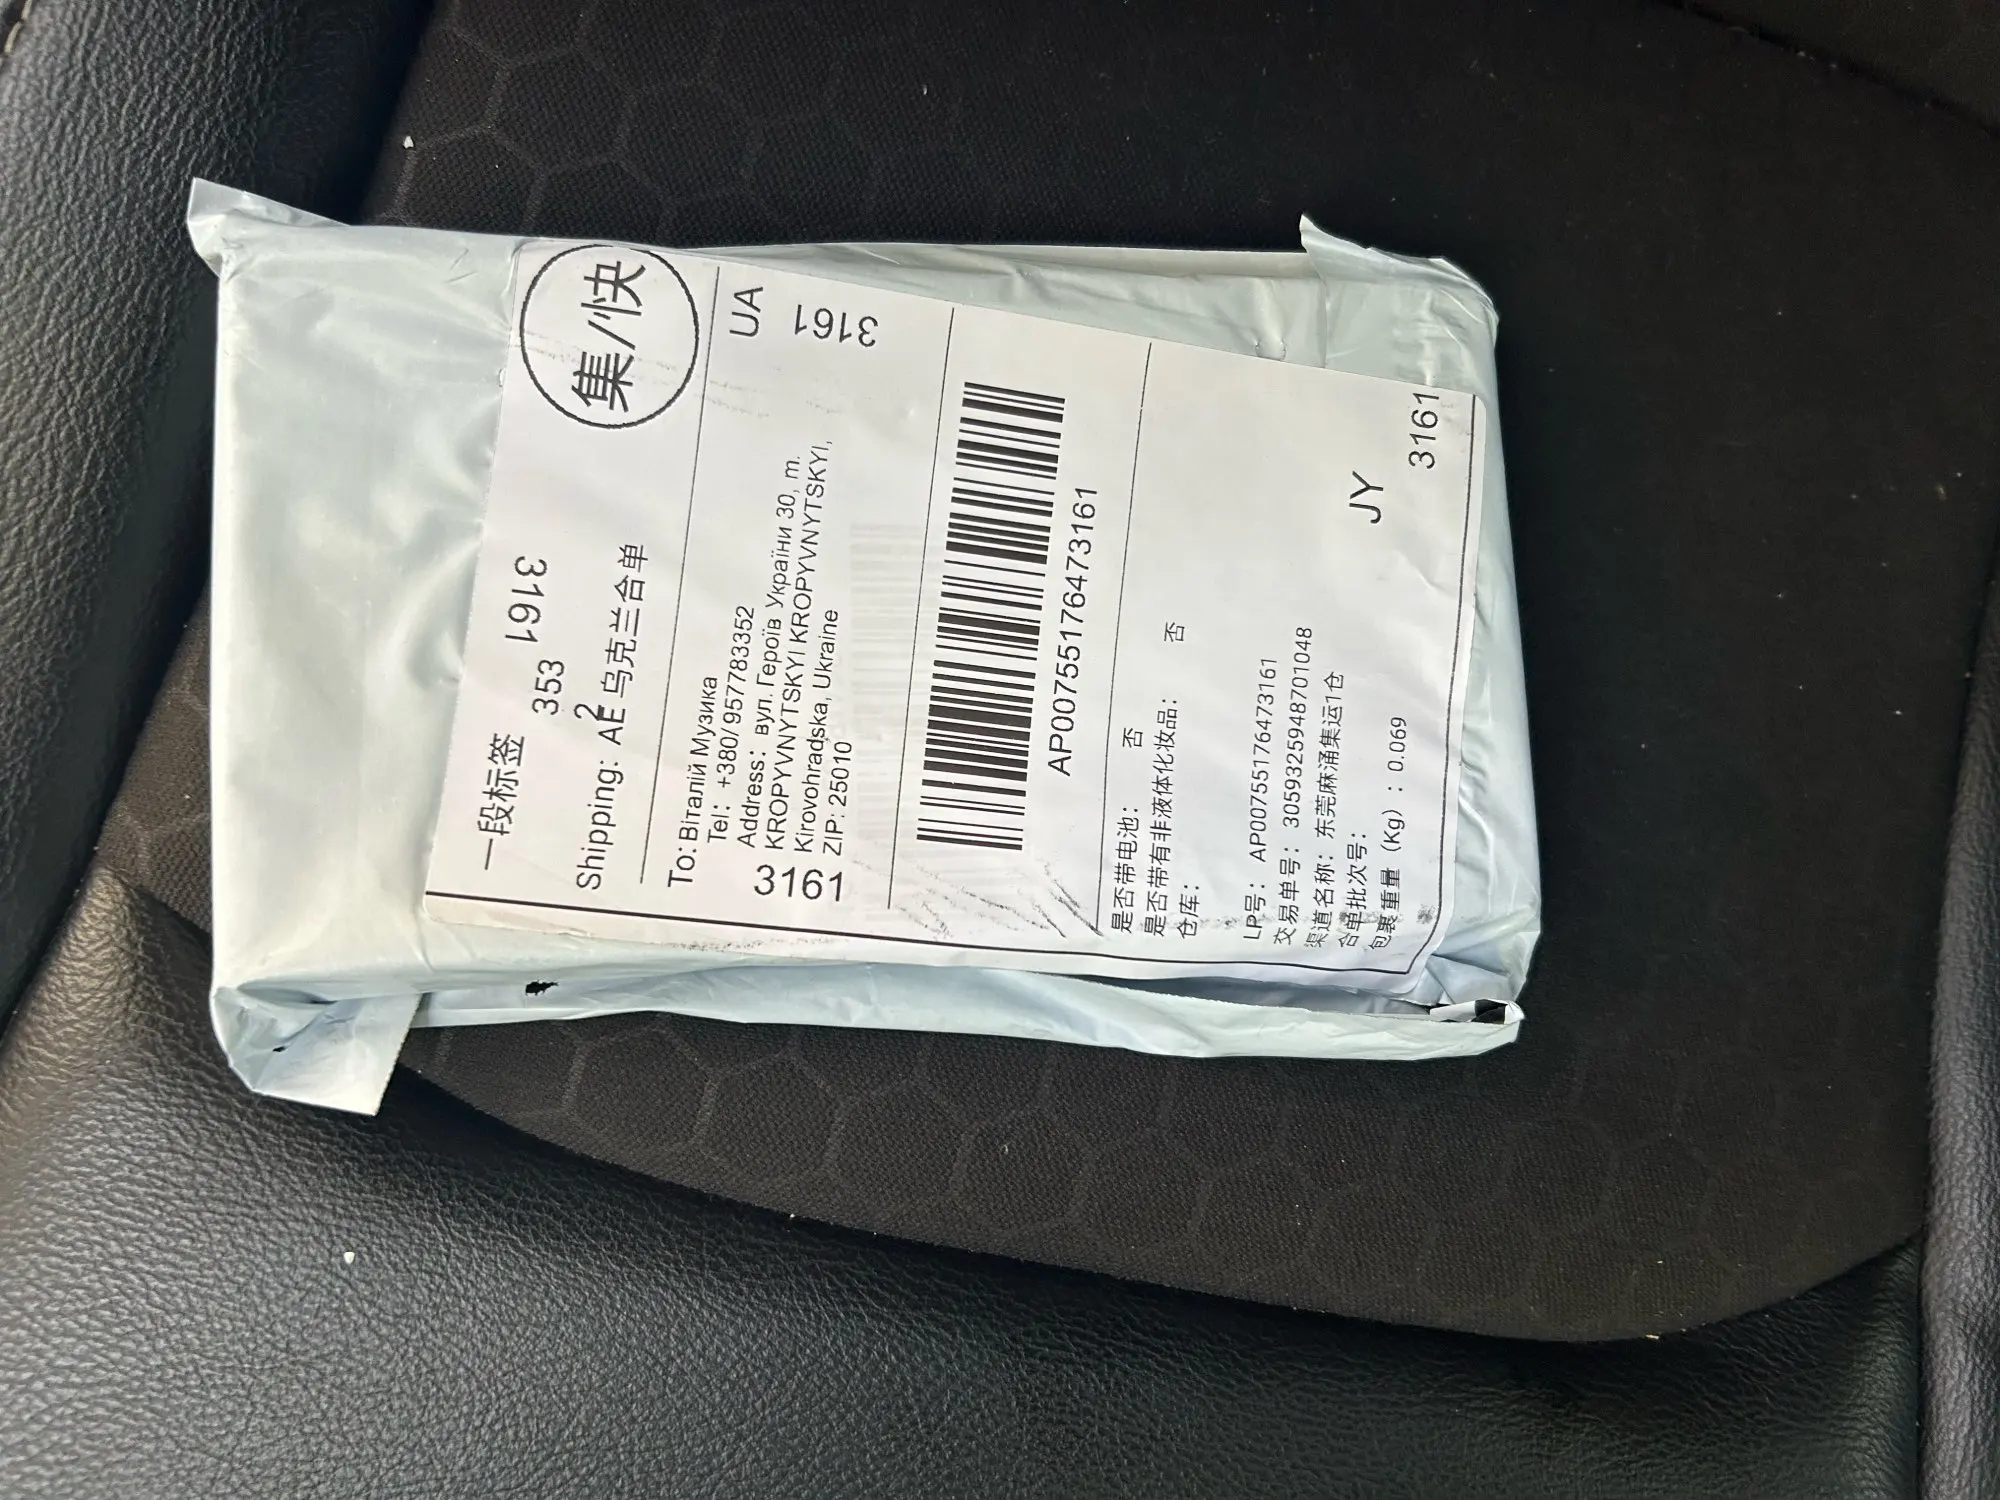 一段标签
353
3161
集/快
2
Shipping: AE 乌克兰合单
To: Віталій Музика
UA
Tel： +380/ 957783352
3161
Address： вул. Героїв України 30, m.
KROPYVNYTSKYI KROPYVNYTSKYI,
Kirovohradska, Ukraine
ZIP: 25010
3161
AP00755176473161
是否带电池： 否
是否带有非液体化妆品： 否
仓库：
LP号： AP00755176473161
交易单号： 3059325948701048
渠道名称： 东莞麻涌集运1仓
合单批次号：
JY
包裹重量（Kg）：0.069
3161